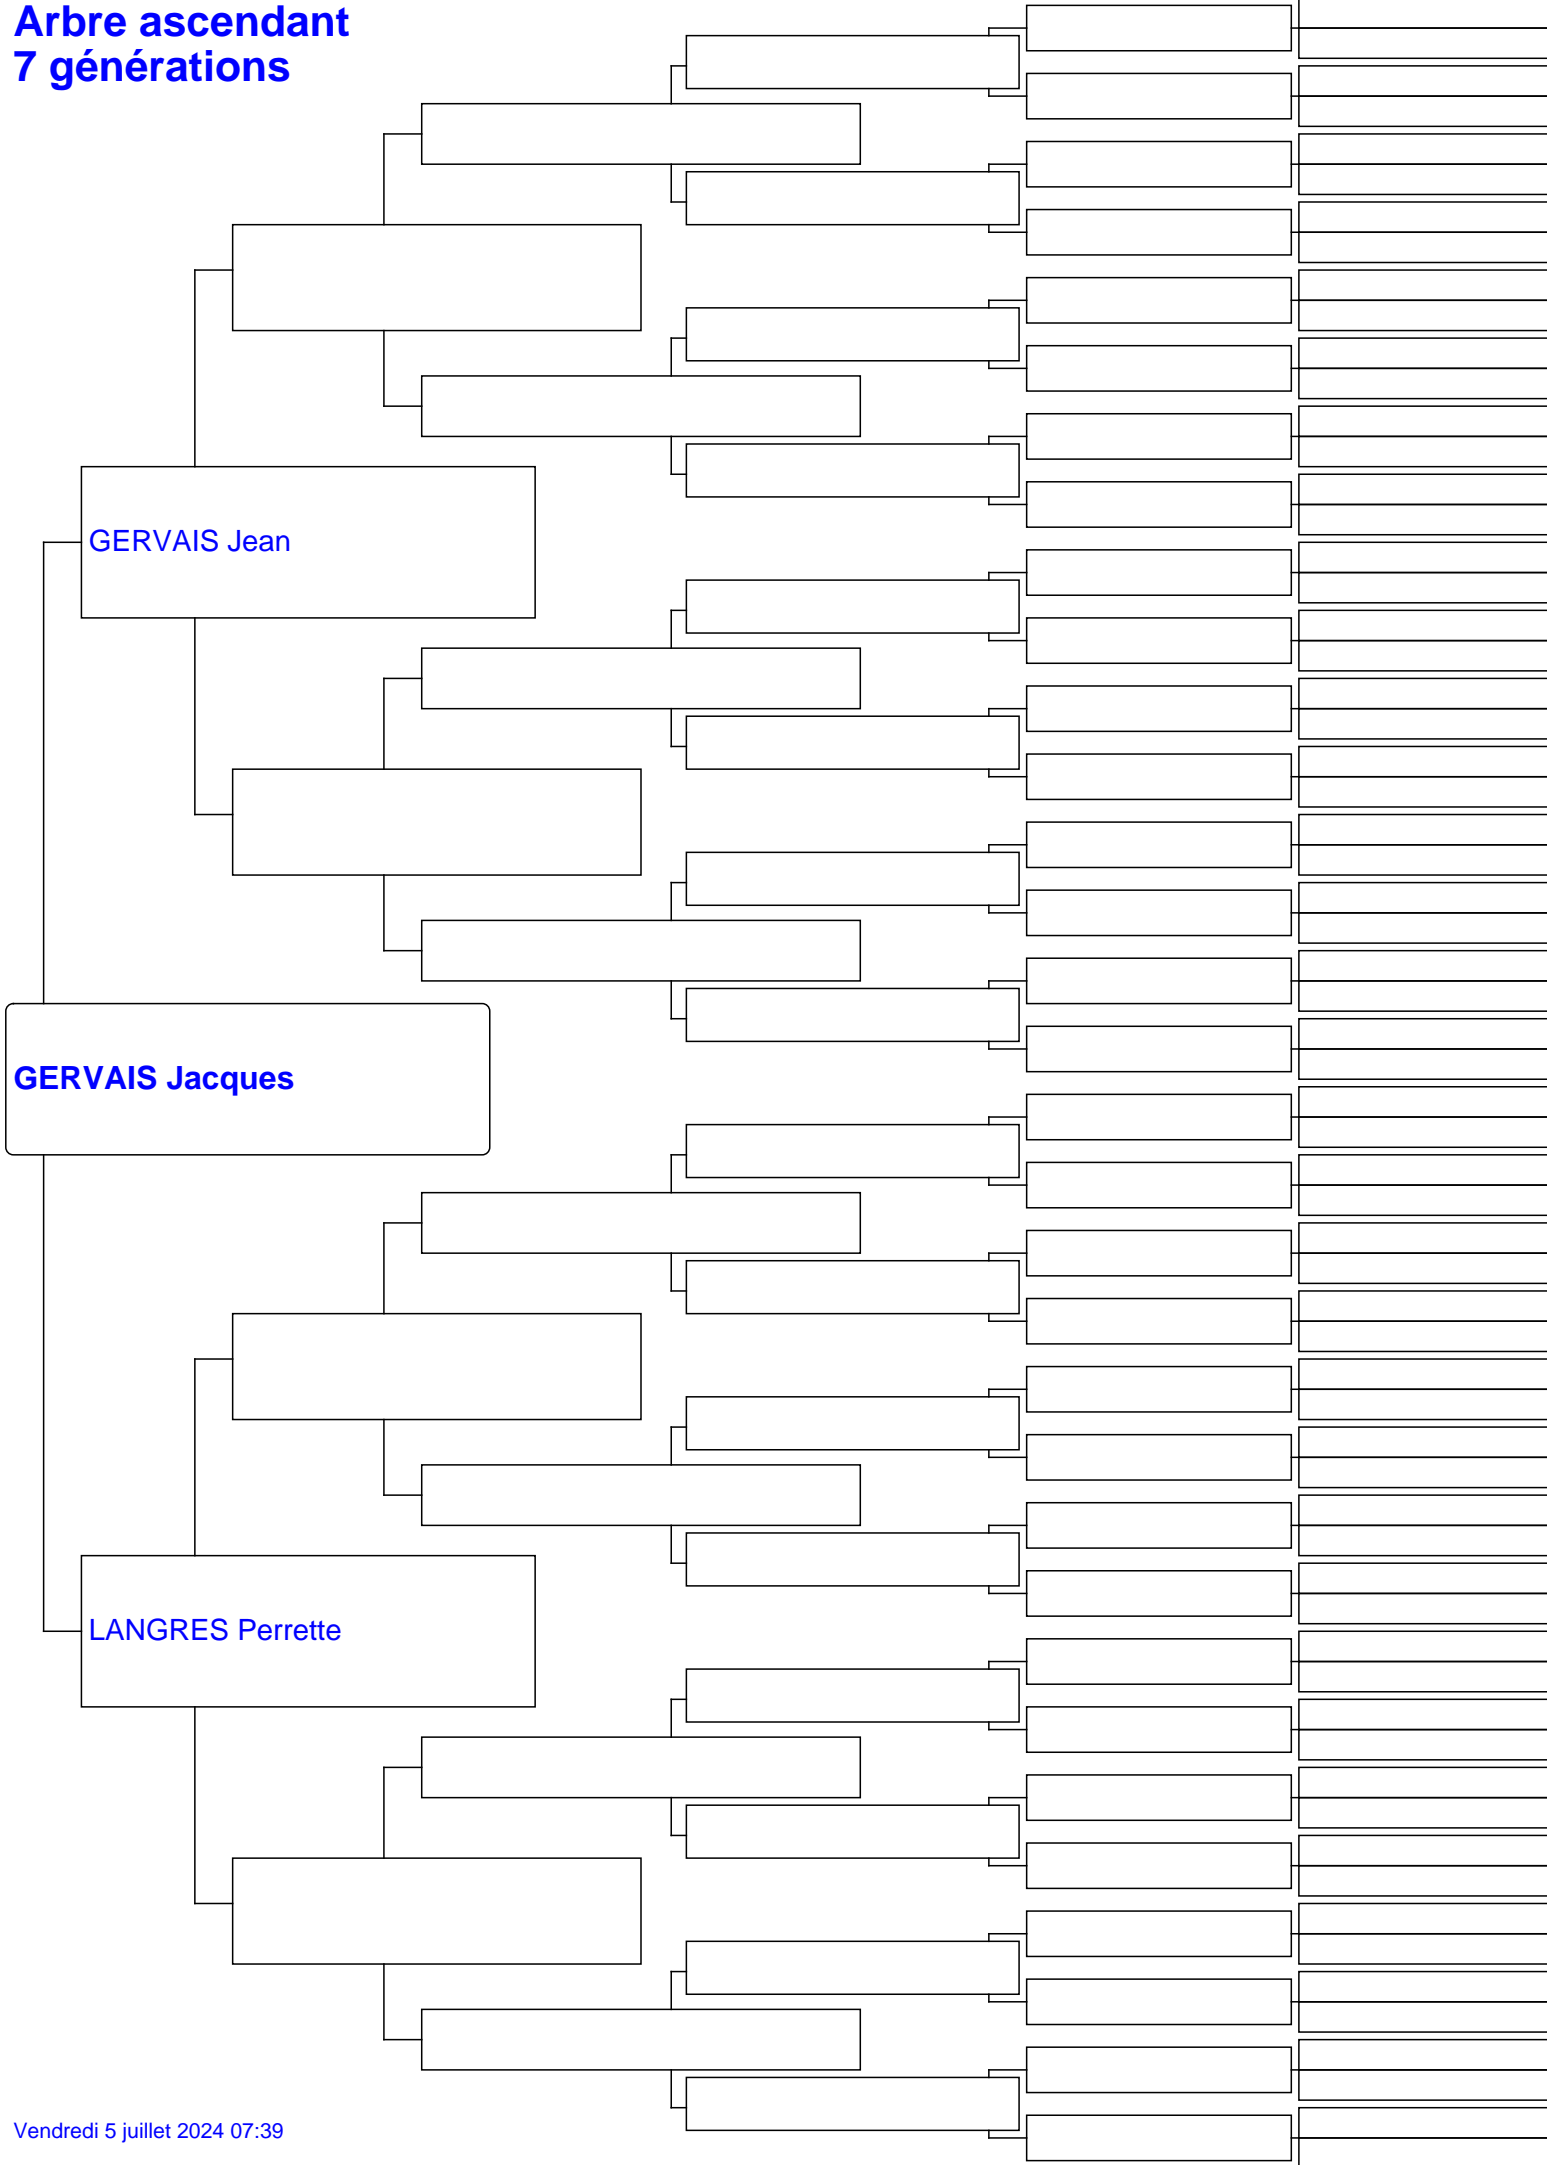 Arbre ascendant
7 générations
GERVAIS Jean
GERVAIS Jacques
LANGRES Perrette
Vendredi 5 juillet 2024 07:39